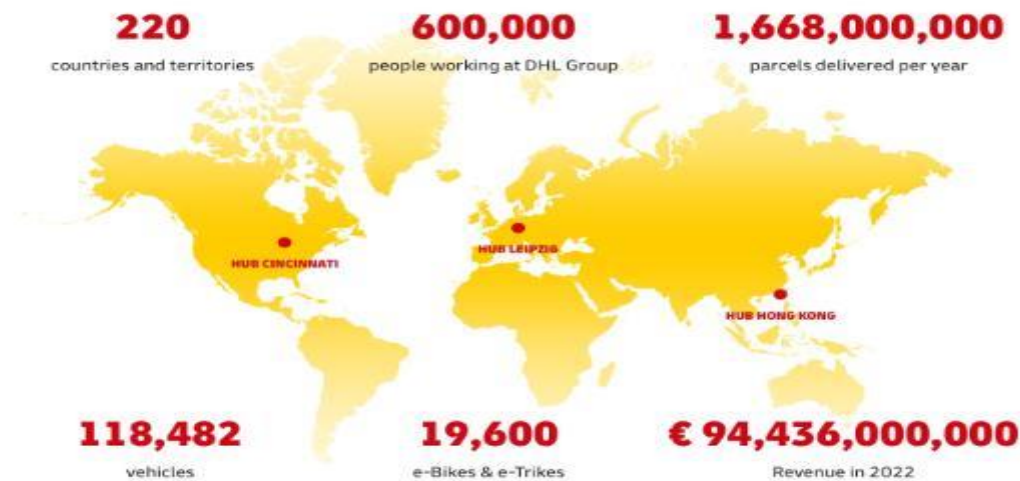 220
countries and territories
600,000
people working at DHL Group
1,668,000,000
parcels delivered per year
HUB CINCINNATI
HUB LEIPZIG
HUB HONG KONG
118,482
vehicles
19,600
e-Bikes & e-Trikes
€ 94,436,000,000
Revenue in 2022